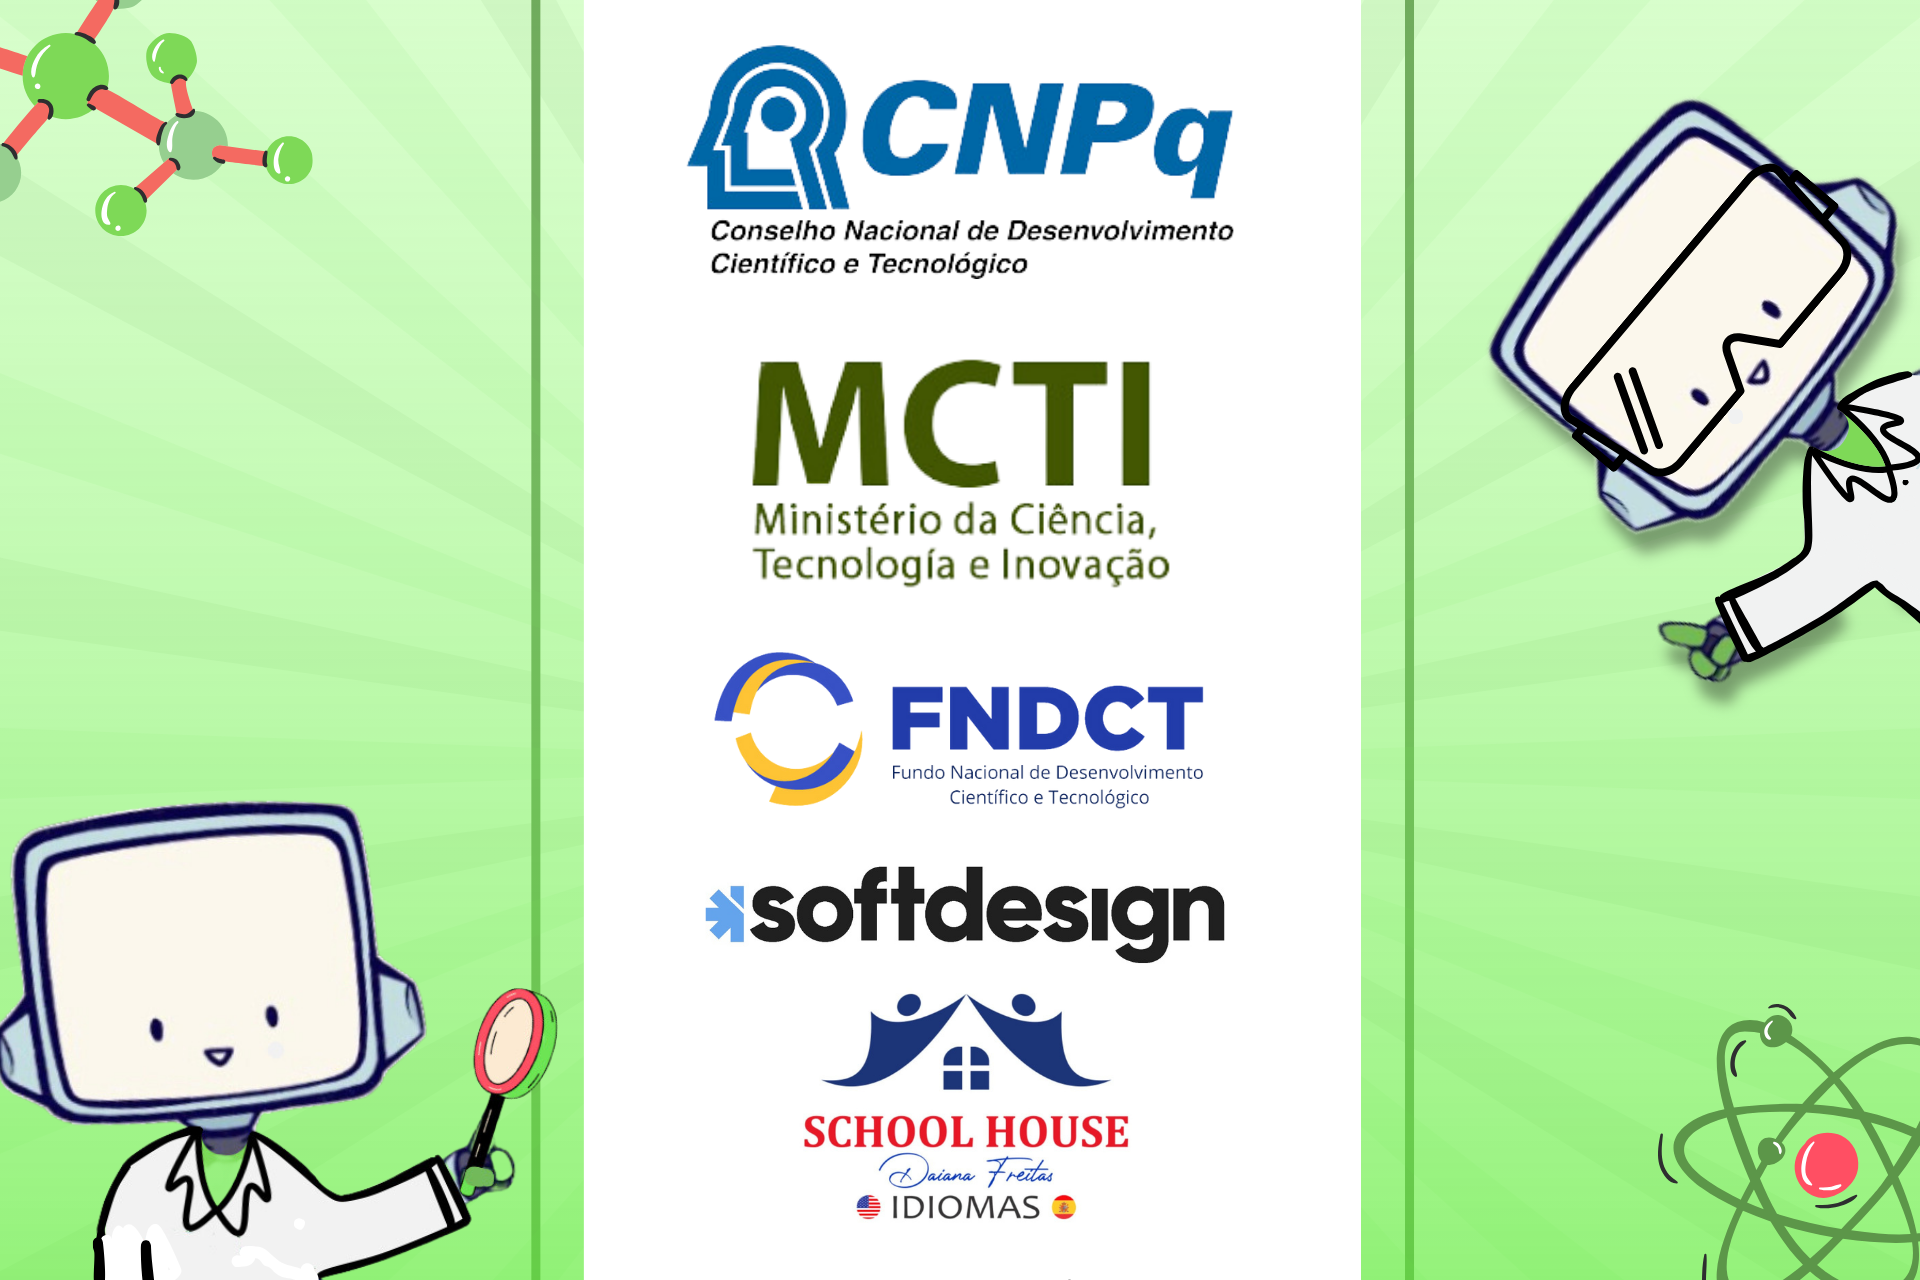 CNPq
Conselho Nacional de Desenvolvimento
Científico e Tecnológico
MCTI
Ministério da Ciência,
Tecnología e Inovação
FNDCT
Fundo Nacional de Desenvolvimento
Científico e Tecnológico
softdesign
SCHOOL HOUSE
Daiana Freitas
IDIOMAS